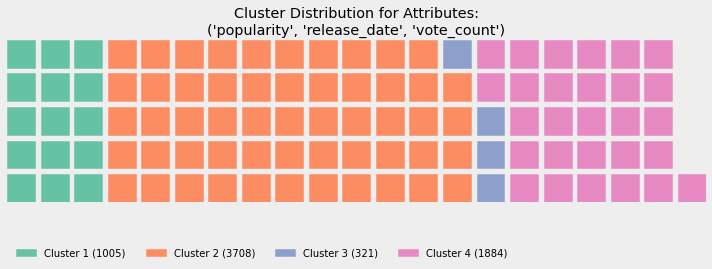 Cluster Distribution for Attributes:
('popularity', 'release_date', 'vote_count')
Cluster 1 (1005) Cluster 2 (3708) Cluster 3 (321) Cluster 4 (1884)